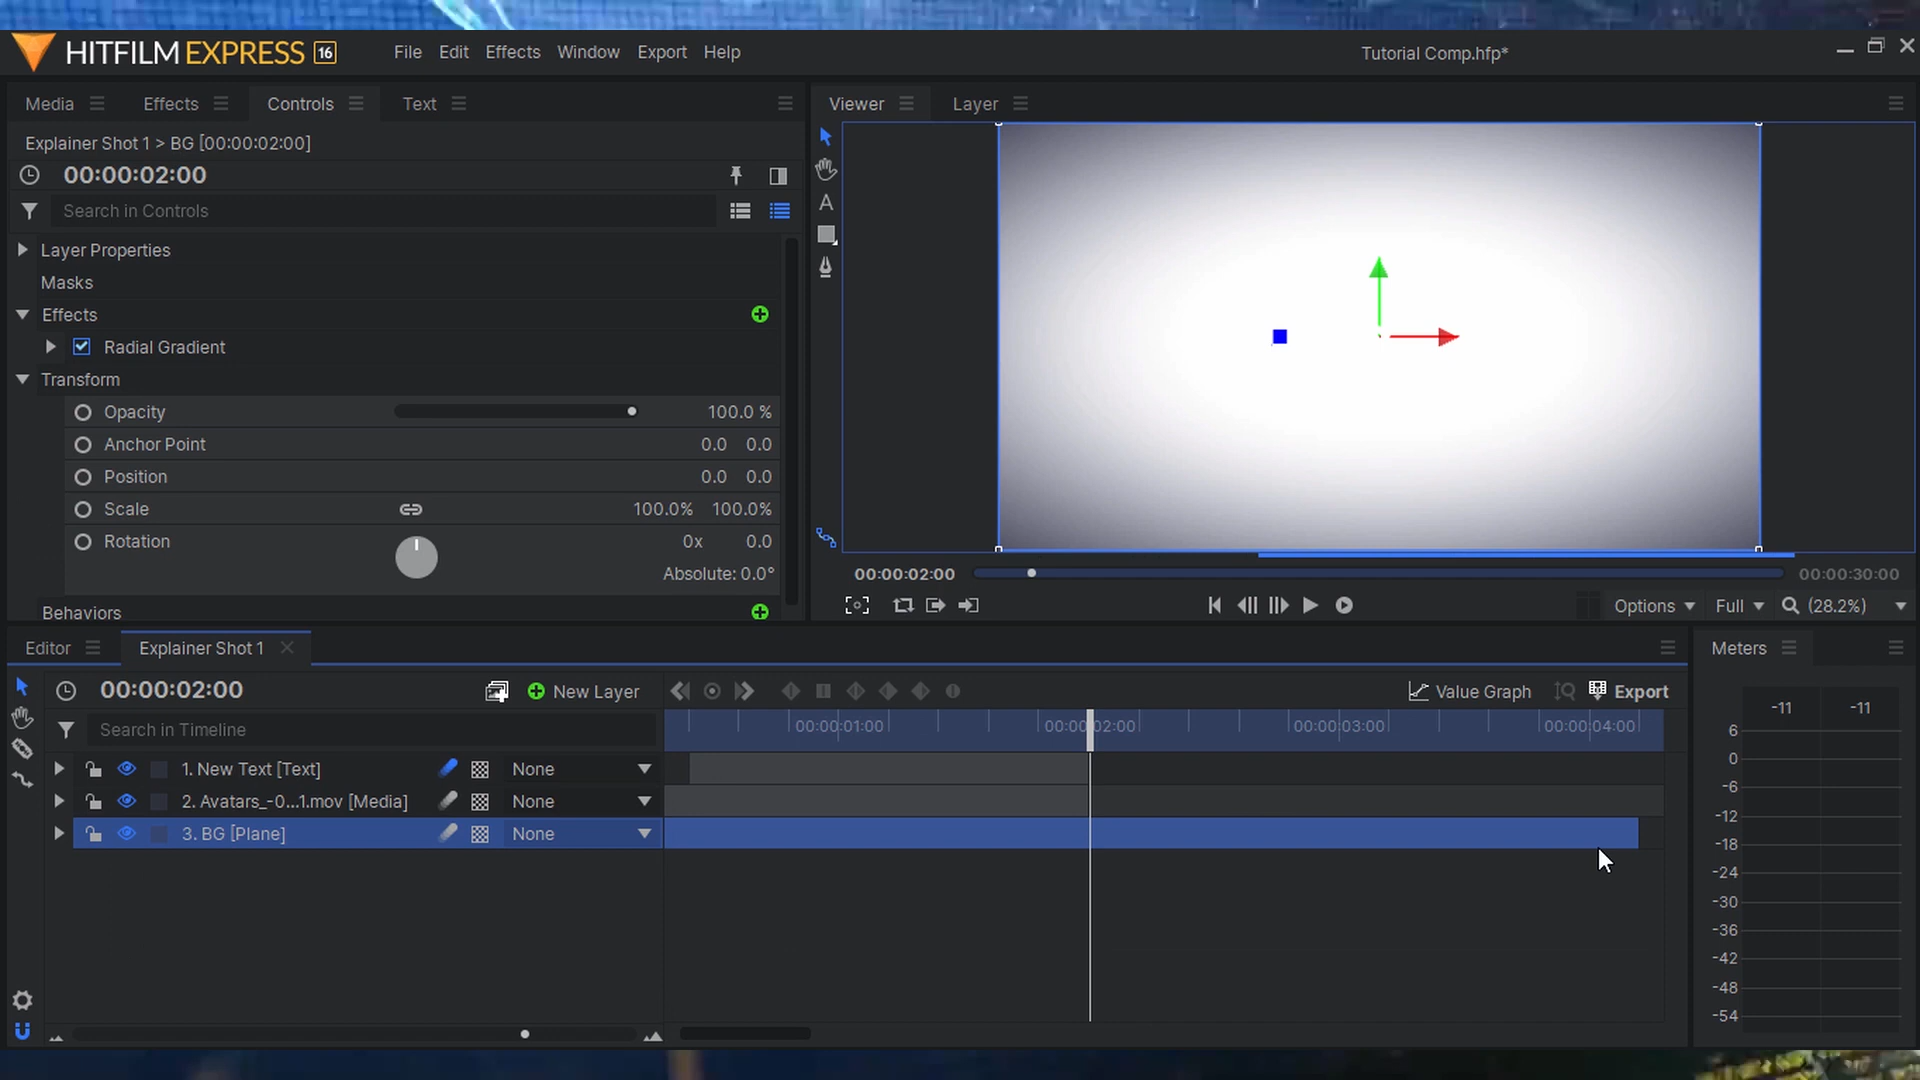 HITFILM EXPRESS 16 File Edit Effects Window Export Help Tutorial Comp.hfp*
Media Effects Controls Text
Viewer Layer
Explainer Shot 1 > BG [00:00:02:00]
00:00:02:00
Search in Controls
A
Layer Properties
Masks
Effects
Radial Gradient
Transform
Opacity 100.0 %
Anchor Point 0.0 0.0
Position 0.0 0.0
Scale 100.0% 100.0%
Rotation 0x 0.0
Absolute: 0.0°
Behaviors
00:00:02:00 00:00:30:00
Options Full (28.2%)
Editor Explainer Shot 1
Meters
00:00:02:00 New Layer Value Graph Export
Search in Timeline
00:00:01:00 00:00:02:00 00:00:03:00 00:00:04:00
1. New Text [Text] None
2. Avatars_-0...1.mov [Media] None
3. BG [Plane] None
-11 -11
6
0
-6
-12
-18
-24
-30
-36
-42
-48
-54